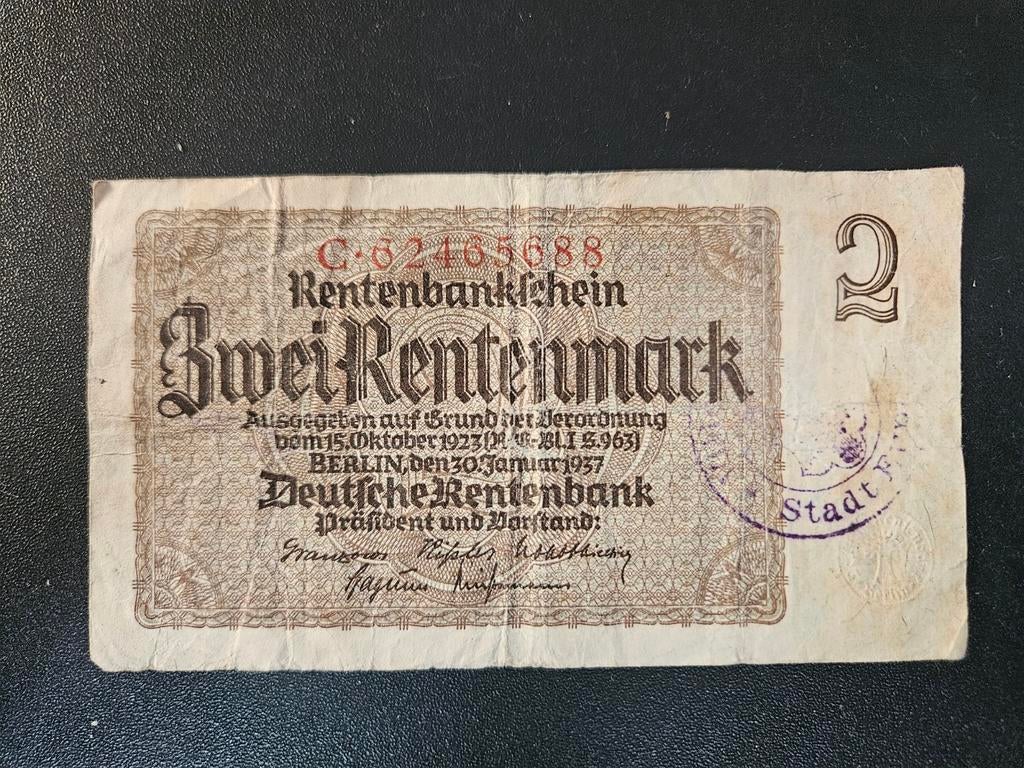 C·62465688
2
Rentenbankschein
Zwei Rentenmark
Ausgegeben auf Grund der Verordnung
vom 15. Oktober 1923 (R-G-Bl. I S. 963)
BERLIN, den 30. Januar 1937
Deutsche Rentenbank
Präsident und Vorstand:
Stadt